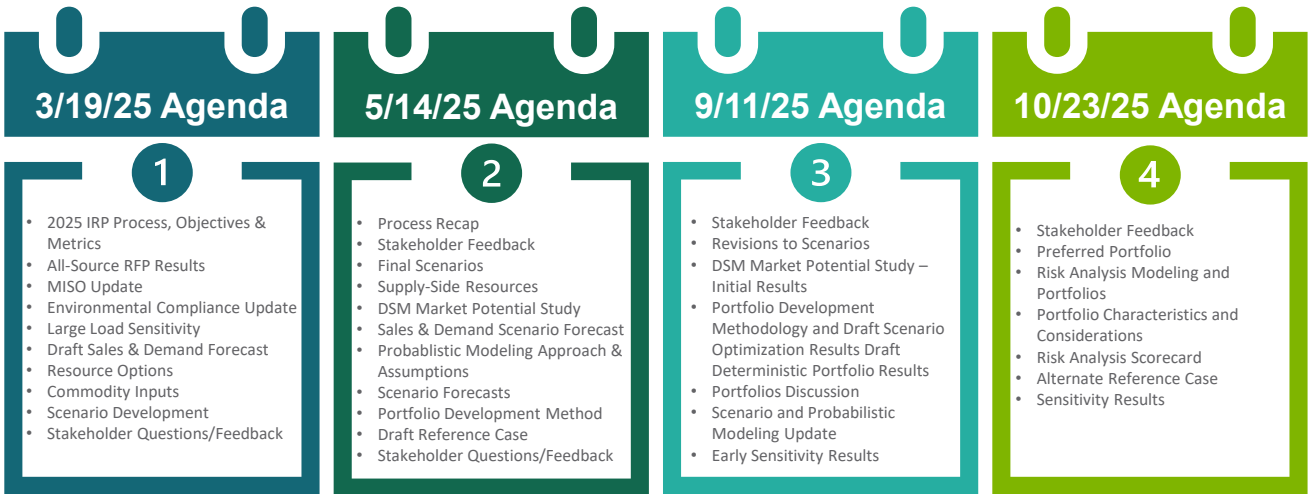 3/19/25 Agenda
1
• 2025 IRP Process, Objectives &
Metrics
• All-Source RFP Results
• MISO Update
• Environmental Compliance Update
• Large Load Sensitivity
• Draft Sales & Demand Forecast
• Resource Options
• Commodity Inputs
• Scenario Development
• Stakeholder Questions/Feedback
5/14/25 Agenda
2
• Process Recap
• Stakeholder Feedback
• Final Scenarios
• Supply-Side Resources
• DSM Market Potential Study
• Sales & Demand Scenario Forecast
• Probablistic Modeling Approach &
Assumptions
• Scenario Forecasts
• Portfolio Development Method
• Draft Reference Case
• Stakeholder Questions/Feedback
9/11/25 Agenda
3
• Stakeholder Feedback
• Revisions to Scenarios
• DSM Market Potential Study –
Initial Results
• Portfolio Development
Methodology and Draft Scenario
Optimization Results Draft
Deterministic Portfolio Results
• Portfolios Discussion
• Scenario and Probabilistic
Modeling Update
• Early Sensitivity Results
10/23/25 Agenda
4
• Stakeholder Feedback
• Preferred Portfolio
• Risk Analysis Modeling and
Portfolios
• Portfolio Characteristics and
Considerations
• Risk Analysis Scorecard
• Alternate Reference Case
• Sensitivity Results